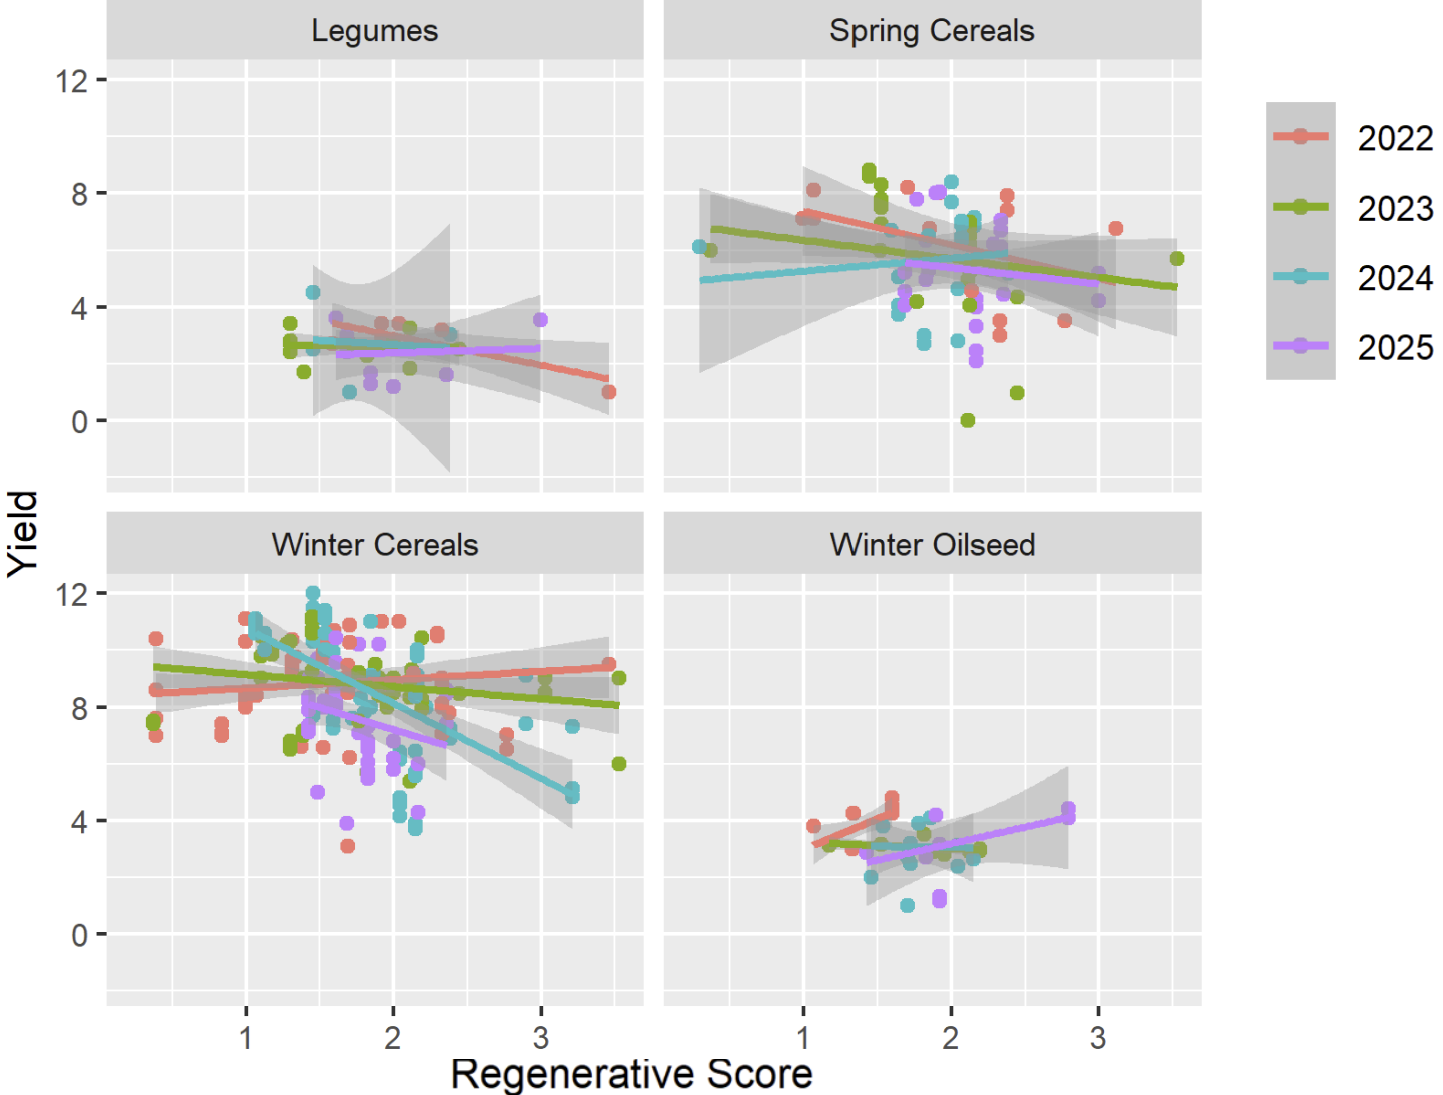 Legumes
Spring Cereals
12
8
4
0
2022
2023
2024
2025
Yield
Winter Cereals
Winter Oilseed
12
8
4
0
1 2 3
1 2 3
Regenerative Score